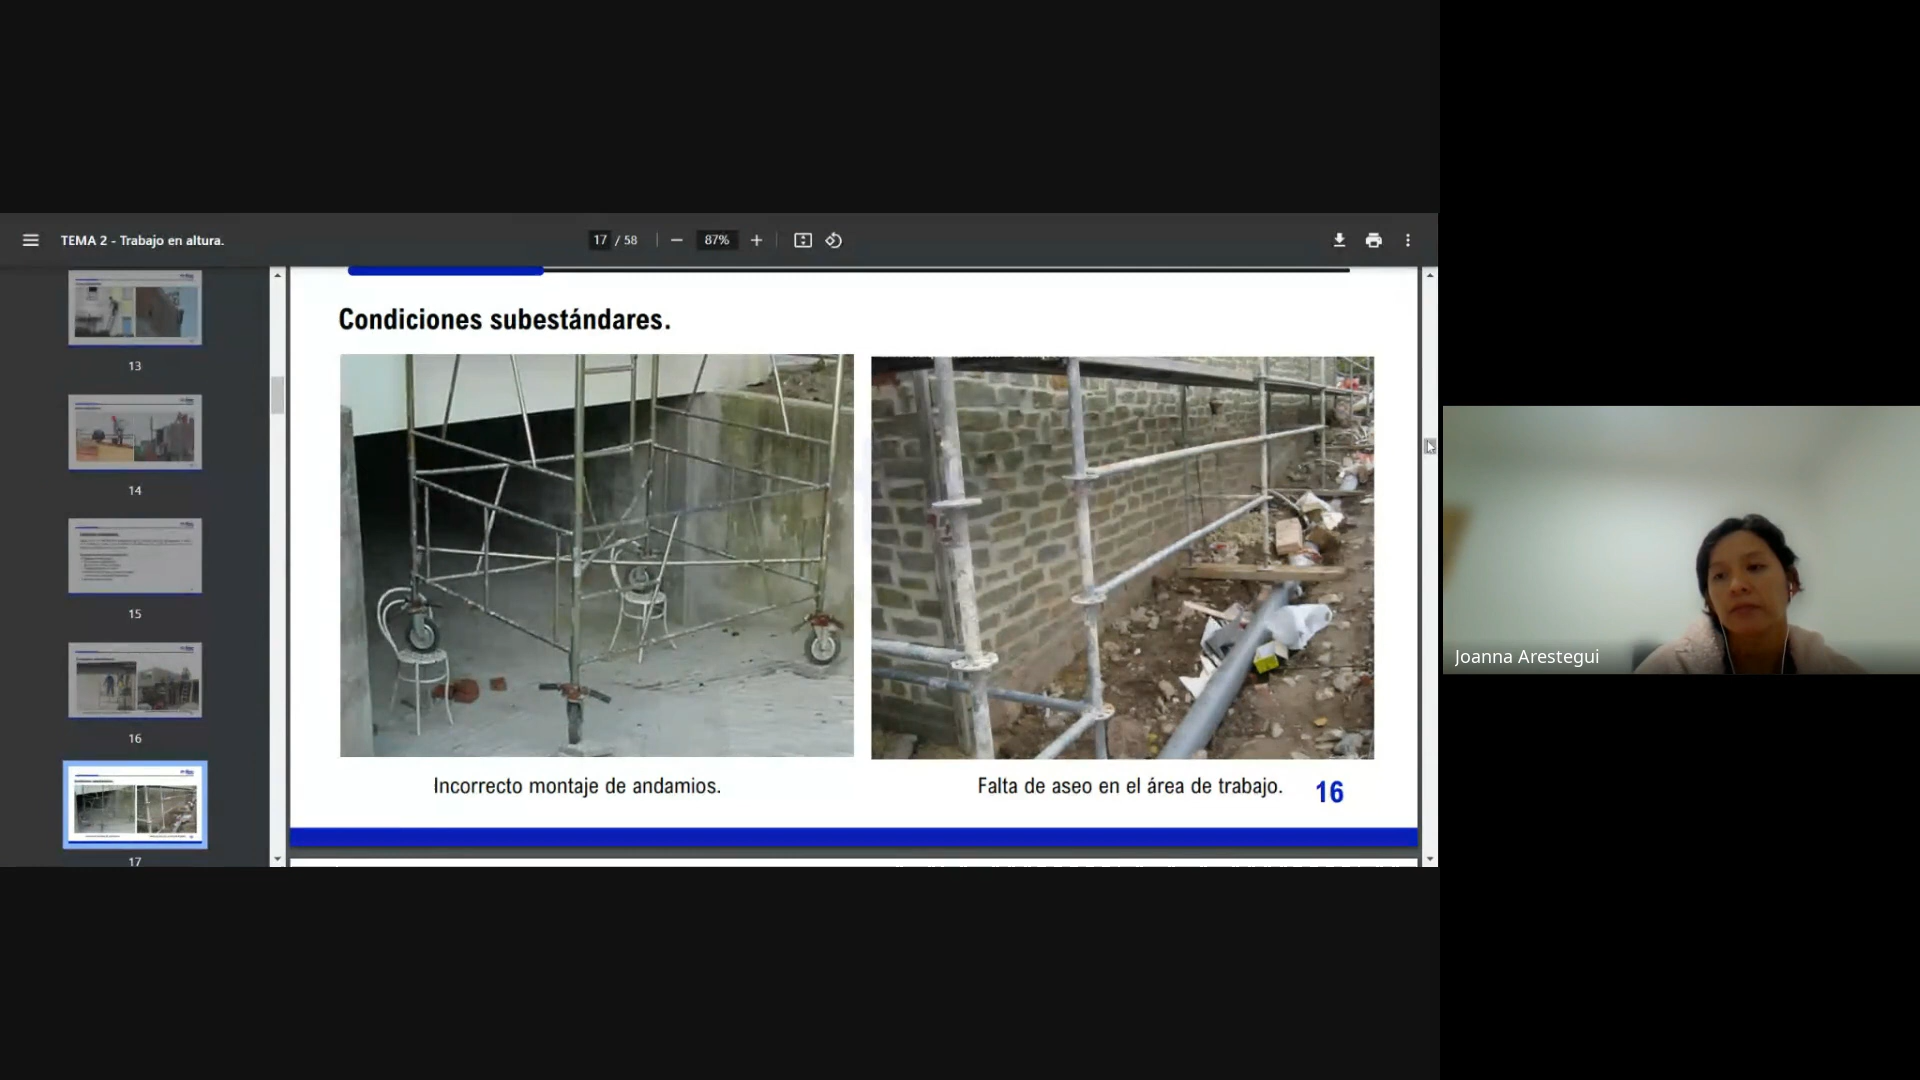 TEMA 2 - Trabajo en altura.
17 / 58
87%
13
14
15
16
17
Condiciones subestándares.
Incorrecto montaje de andamios.
Falta de aseo en el área de trabajo.
16
Joanna Arestegui